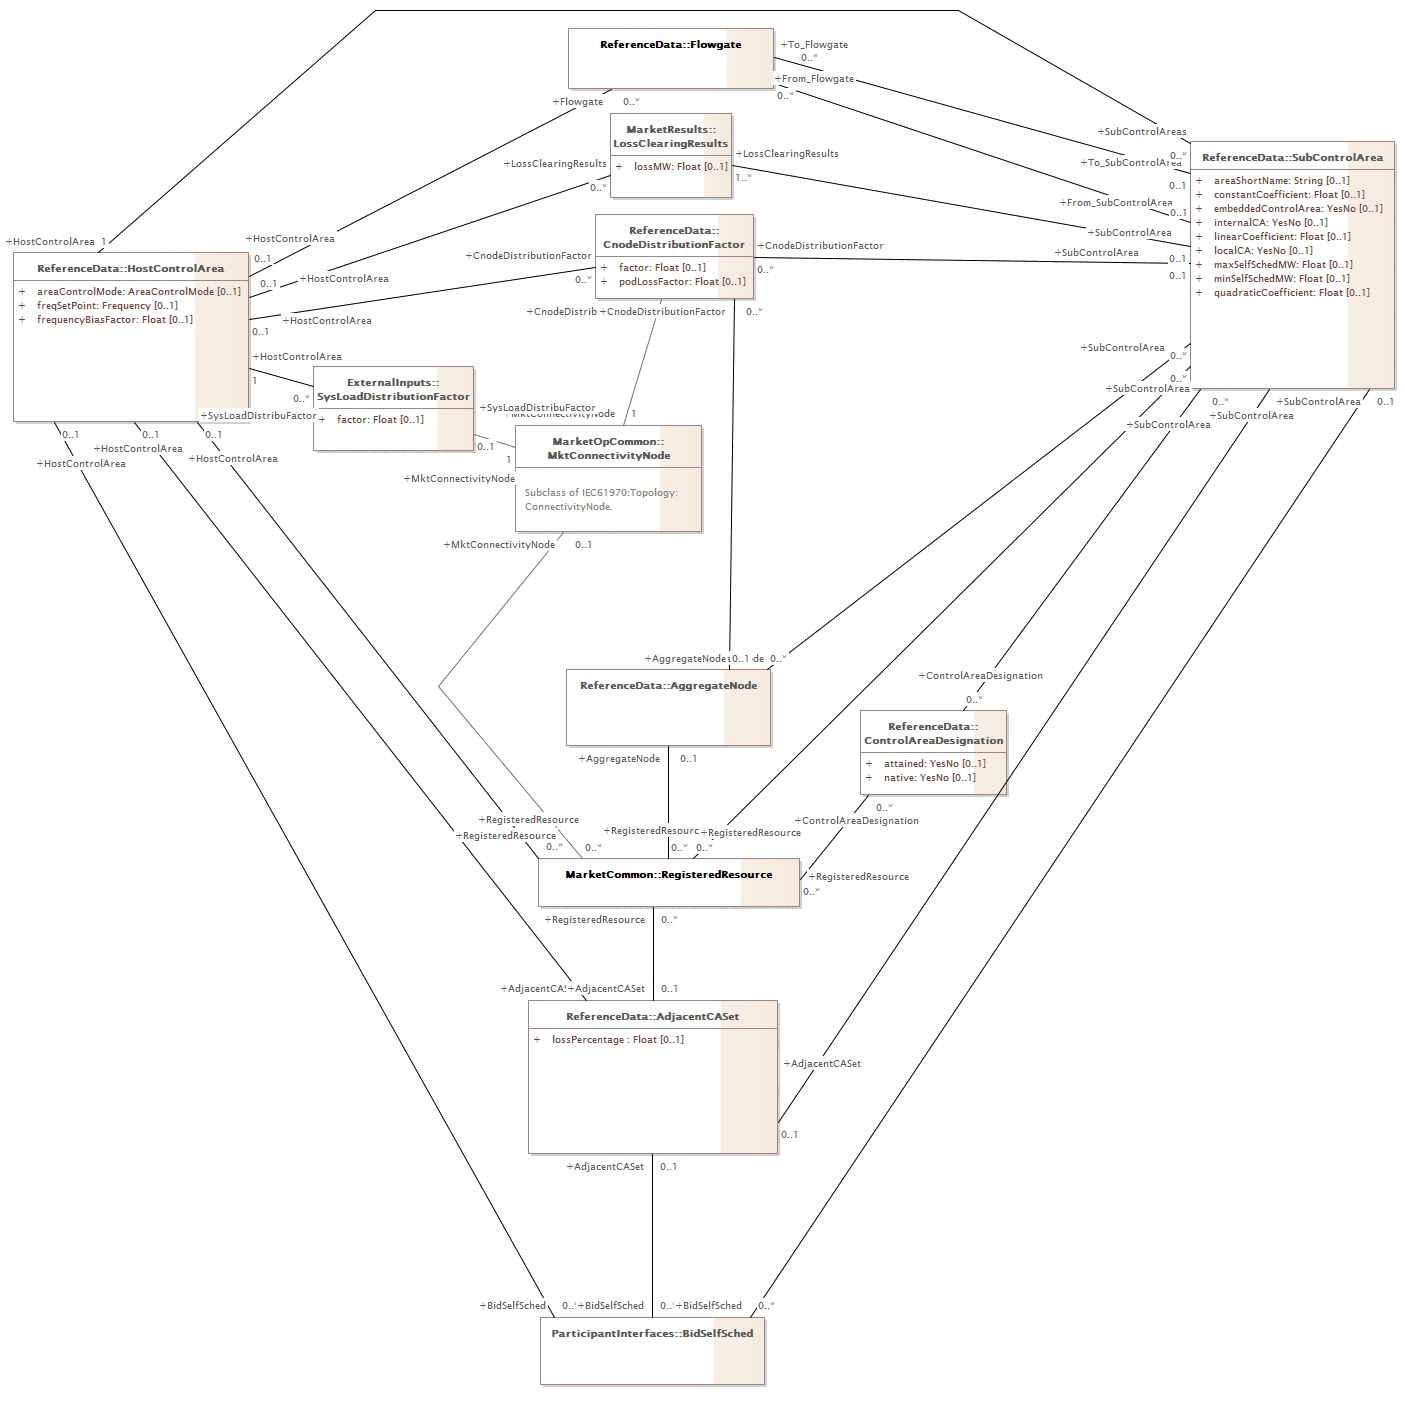 ReferenceData::Flowgate
+To_Flowgate
0..*
+From_Flowgate
0..*
+Flowgate
0..*
MarketResults::
LossClearingResults
+ lossMW: Float [0..1]
+LossClearingResults
0..*
+LossClearingResults
1..*
+SubControlAreas
0..*
+To_SubControlArea
0..1
+From_SubControlArea
0..1
+SubControlArea
0..1
+SubControlArea
0..1
ReferenceData::SubControlArea
+ areaShortName: String [0..1]
+ constantCoefficient: Float [0..1]
+ embeddedControlArea: YesNo [0..1]
+ internalCA: YesNo [0..1]
+ linearCoefficient: Float [0..1]
+ localCA: YesNo [0..1]
+ maxSelfSchedMW: Float [0..1]
+ minSelfSchedMW: Float [0..1]
+ quadraticCoefficient: Float [0..1]
ReferenceData::
CnodeDistributionFactor
+ factor: Float [0..1]
+ podLossFactor: Float [0..1]
+CnodeDistributionFactor
0..*
+CnodeDistributionFactor
0..*
+CnodeDistrib
+CnodeDistributionFactor
0..*
+HostControlArea 1
+HostControlArea
0..1
+HostControlArea
0..1
+HostControlArea
0..1
+HostControlArea
1
ReferenceData::HostControlArea
+ areaControlMode: AreaControlMode [0..1]
+ freqSetPoint: Frequency [0..1]
+ frequencyBiasFactor: Float [0..1]
ExternalInputs::
SysLoadDistributionFactor
+ factor: Float [0..1]
0..*
+SysLoadDistribuFactor
+SysLoadDistribuFactor
0..1
MktConnectivityNode
1
MarketOpCommon::
MktConnectivityNode
Subclass of IEC61970:Topology:
ConnectivityNode.
1
+MktConnectivityNode
+MktConnectivityNode
0..1
0..1
+HostControlArea
0..1
+HostControlArea
0..1
+HostControlArea
+SubControlArea
0..*
0..*
+SubControlArea
0..*
+SubControlArea
+SubControlArea
+SubControlArea
0..1
+AggregateNode
0..1
de
0..*
ReferenceData::AggregateNode
+AggregateNode
0..1
+ControlAreaDesignation
0..*
ReferenceData::
ControlAreaDesignation
+ attained: YesNo [0..1]
+ native: YesNo [0..1]
0..*
+ControlAreaDesignation
+RegisteredResource
+RegisteredResource
0..*
0..*
+RegisteredResourc
0..*
+RegisteredResource
0..*
+RegisteredResource
0..*
MarketCommon::RegisteredResource
+RegisteredResource
0..*
+AdjacentCAS
+AdjacentCASet
0..1
ReferenceData::AdjacentCASet
+ lossPercentage : Float [0..1]
+AdjacentCASet
0..1
+AdjacentCASet
0..1
+BidSelfSched
0..*
+BidSelfSched
0..*
+BidSelfSched
0..*
ParticipantInterfaces::BidSelfSched